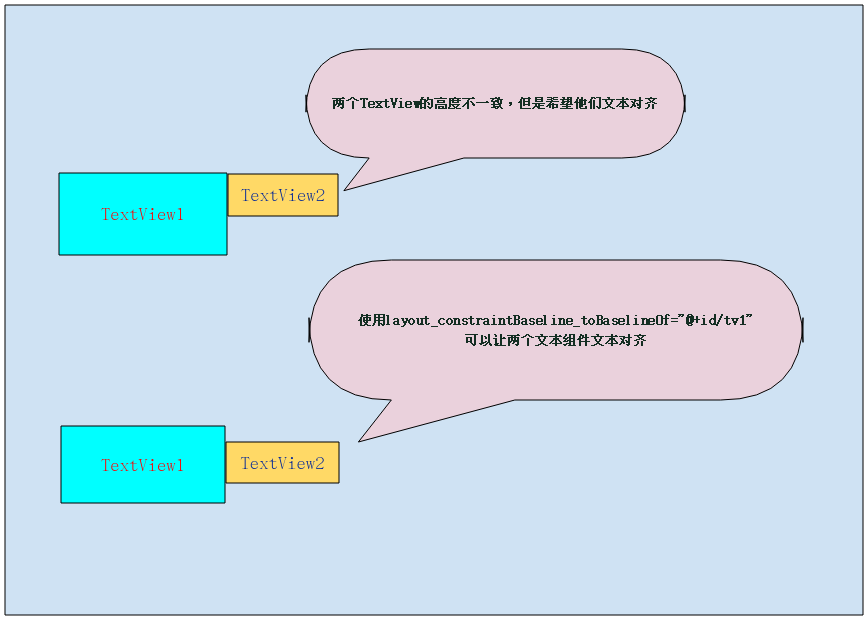 两个TextView的高度不一致，但是希望他们文本对齐
TextView1
TextView2
使用layout_constraintBaseline_toBaselineOf="@+id/tv1"
可以让两个文本组件文本对齐
TextView1
TextView2